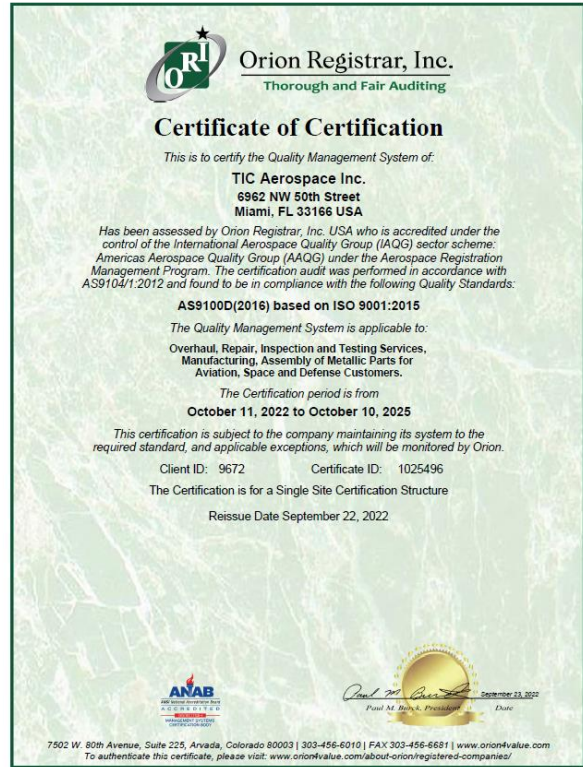 ORI
Orion Registrar, Inc.
Thorough and Fair Auditing
Certificate of Certification
This is to certify the Quality Management System of:
TIC Aerospace Inc.
6962 NW 50th Street
Miami, FL 33166 USA
Has been assessed by Orion Registrar, Inc. USA who is accredited under the
control of the International Aerospace Quality Group (IAQG) sector scheme:
Americas Aerospace Quality Group (AAQG) under the Aerospace Registration
Management Program. The certification audit was performed in accordance with
AS9104/1:2012 and found to be in compliance with the following Quality Standards:
AS9100D(2016) based on ISO 9001:2015
The Quality Management System is applicable to:
Overhaul, Repair, Inspection and Testing Services,
Manufacturing, Assembly of Metallic Parts for
Aviation, Space and Defense Customers.
The Certification period is from
October 11, 2022 to October 10, 2025
This certification is subject to the company maintaining its system to the
required standard, and applicable exceptions, which will be monitored by Orion.
Client ID: 9672 Certificate ID: 1025496
The Certification is for a Single Site Certification Structure
Reissue Date September 22, 2022
ANAB
ANSI National Accreditation Board
ACCREDITED
MANAGEMENT SYSTEMS
CERTIFICATION BODY
September 23, 2022
Paul M. Burck, President Date
7502 W. 80th Avenue, Suite 225, Arvada, Colorado 80003 | 303-456-6010 | FAX 303-456-6681 | www.orion4value.com
To authenticate this certificate, please visit: www.orion4value.com/about-orion/registered-companies/